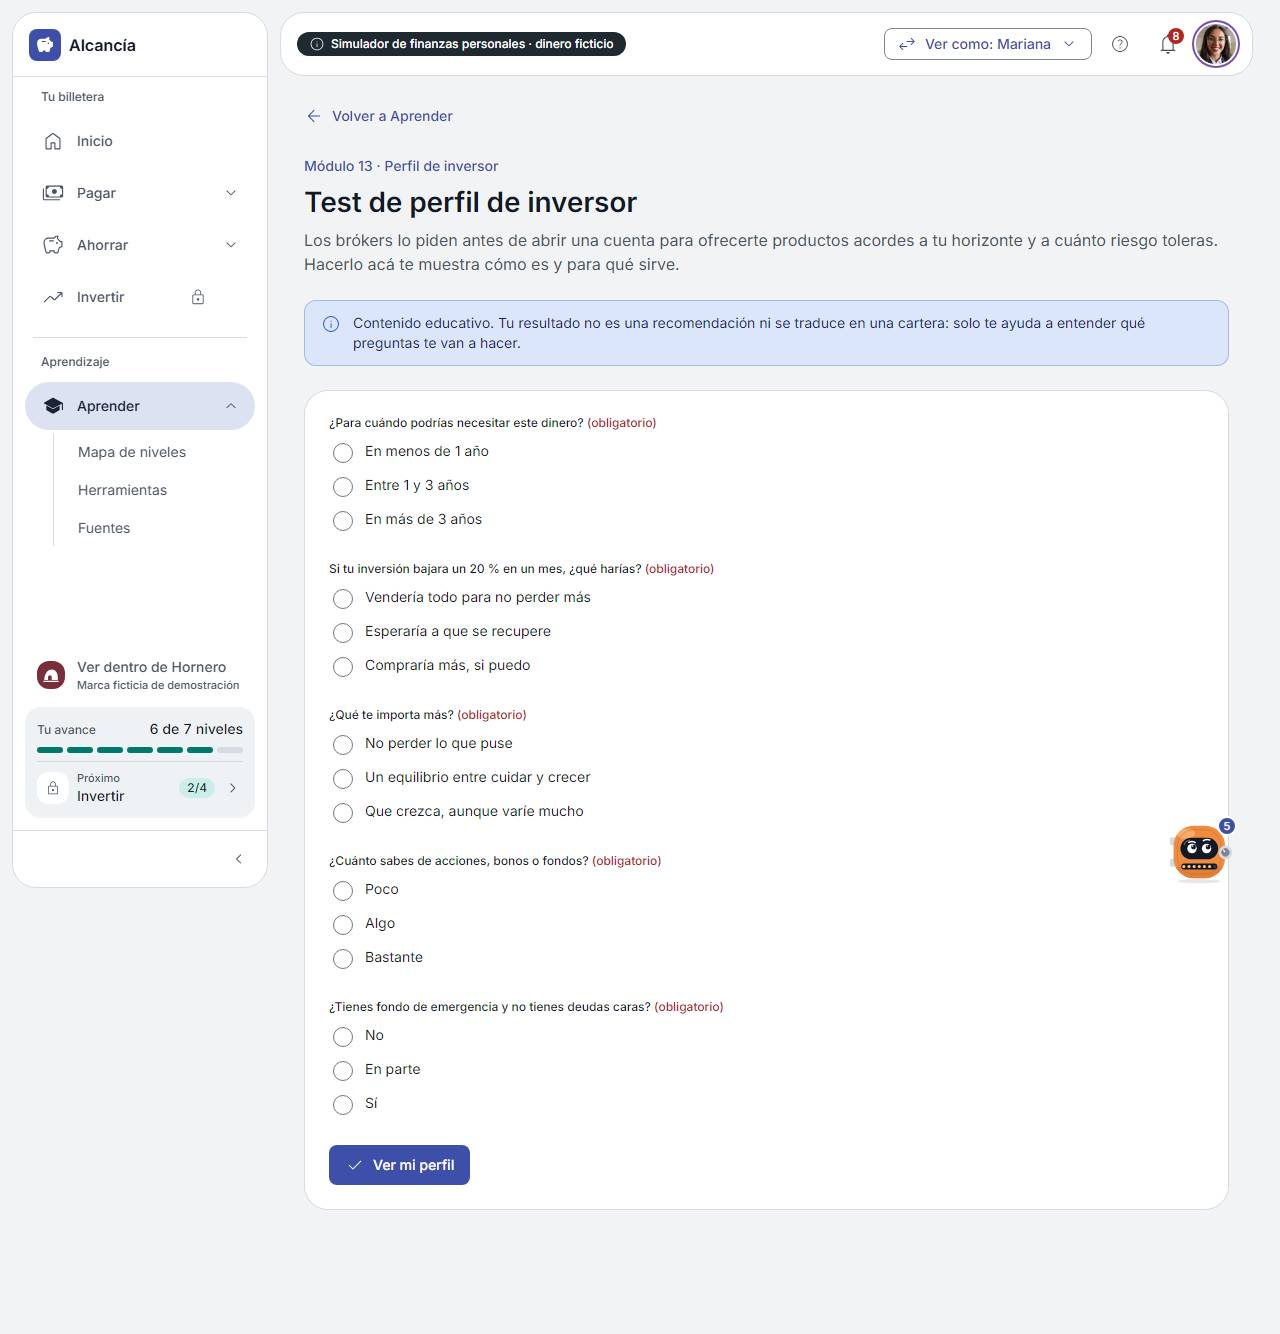 Alcancía
Tu billetera
Inicio
Pagar
Ahorrar
Invertir
Aprendizaje
Aprender
Mapa de niveles
Herramientas
Fuentes
Ver dentro de Hornero
Marca ficticia de demostración
Tu avance 6 de 7 niveles
Próximo
Invertir 2/4
Simulador de finanzas personales · dinero ficticio
Ver como: Mariana
8
Volver a Aprender
Módulo 13 · Perfil de inversor
Test de perfil de inversor
Los brókers lo piden antes de abrir una cuenta para ofrecerte productos acordes a tu horizonte y a cuánto riesgo toleras.
Hacerlo acá te muestra cómo es y para qué sirve.
Contenido educativo. Tu resultado no es una recomendación ni se traduce en una cartera: solo te ayuda a entender qué
preguntas te van a hacer.
¿Para cuándo podrías necesitar este dinero? (obligatorio)
En menos de 1 año
Entre 1 y 3 años
En más de 3 años
Si tu inversión bajara un 20 % en un mes, ¿qué harías? (obligatorio)
Vendería todo para no perder más
Esperaría a que se recupere
Compraría más, si puedo
¿Qué te importa más? (obligatorio)
No perder lo que puse
Un equilibrio entre cuidar y crecer
Que crezca, aunque varíe mucho
5
¿Cuánto sabes de acciones, bonos o fondos? (obligatorio)
Poco
Algo
Bastante
¿Tienes fondo de emergencia y no tienes deudas caras? (obligatorio)
No
En parte
Sí
Ver mi perfil